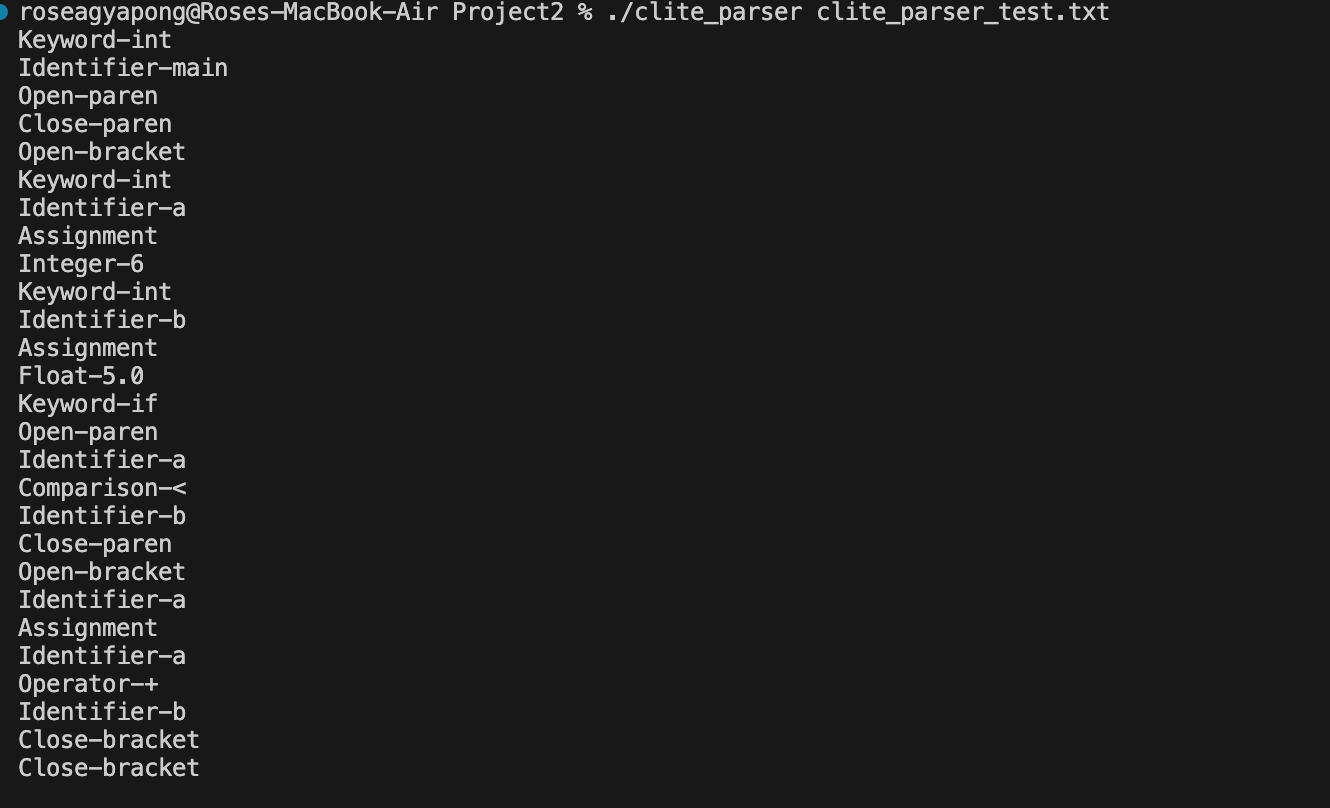 roseagyapong@Roses-MacBook-Air Project2 % ./clite_parser clite_parser_test.txt
Keyword-int
Identifier-main
Open-paren
Close-paren
Open-bracket
Keyword-int
Identifier-a
Assignment
Integer-6
Keyword-int
Identifier-b
Assignment
Float-5.0
Keyword-if
Open-paren
Identifier-a
Comparison-<
Identifier-b
Close-paren
Open-bracket
Identifier-a
Assignment
Identifier-a
Operator-+
Identifier-b
Close-bracket
Close-bracket